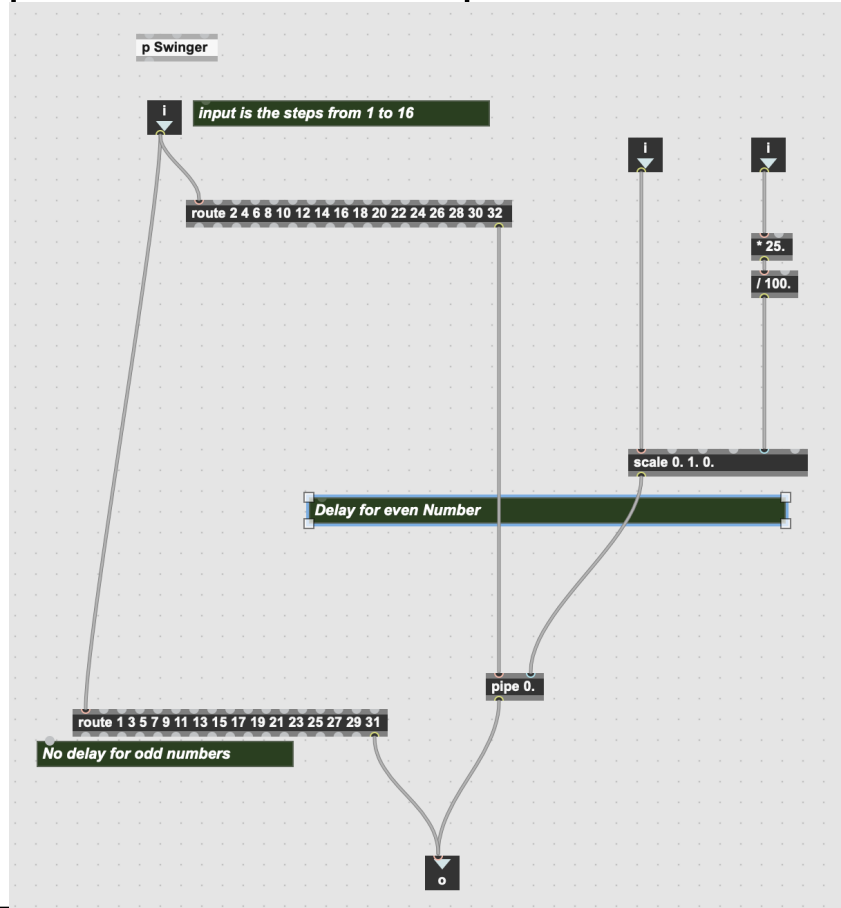 p Swinger
i
input is the steps from 1 to 16
i
i
route 2 4 6 8 10 12 14 16 18 20 22 24 26 28 30 32
* 25.
/ 100.
scale 0. 1. 0.
Delay for even Number
pipe 0.
route 1 3 5 7 9 11 13 15 17 19 21 23 25 27 29 31
No delay for odd numbers
o